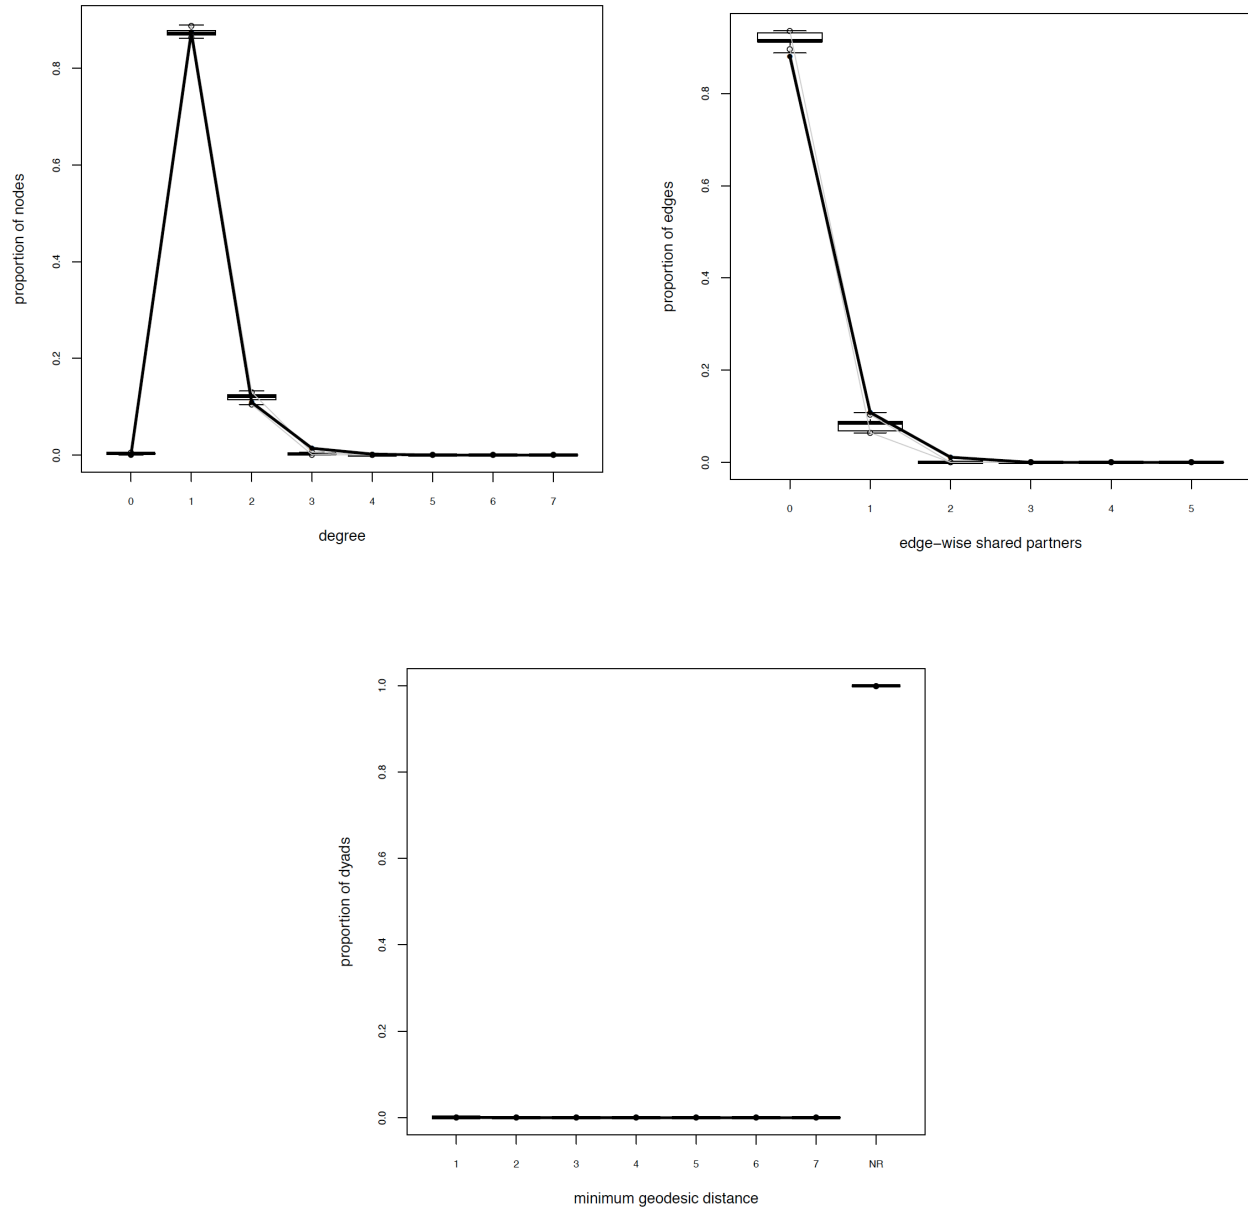 proportion of nodes
0.0
0.2
0.4
0.6
0.8
0 1 2 3 4 5 6 7
degree
proportion of edges
0.0
0.2
0.4
0.6
0.8
0 1 2 3 4 5
edge−wise shared partners
proportion of dyads
0.0
0.2
0.4
0.6
0.8
1.0
1 2 3 4 5 6 7 NR
minimum geodesic distance